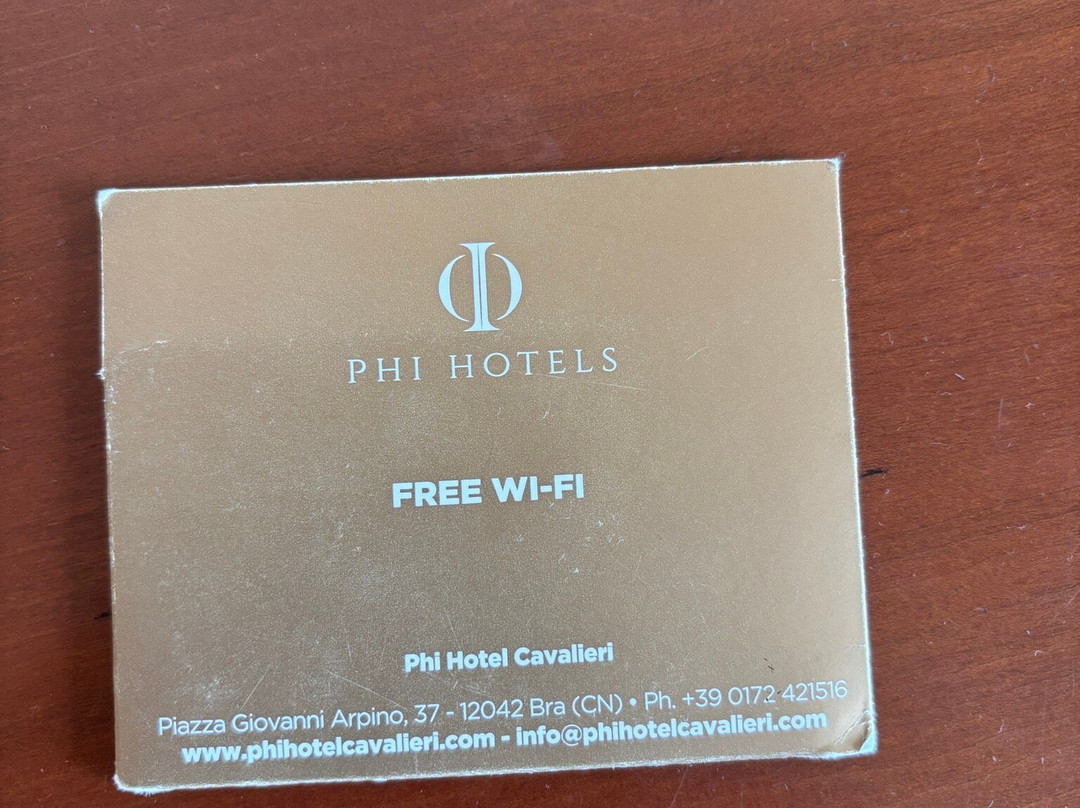 PHI HOTELS
FREE WI-FI
Phi Hotel Cavalieri
Piazza Giovanni Arpino, 37 - 12042 Bra (CN) • Ph. +39 0172 421516
www.phihotelcavalieri.com - info@phihotelcavalieri.com